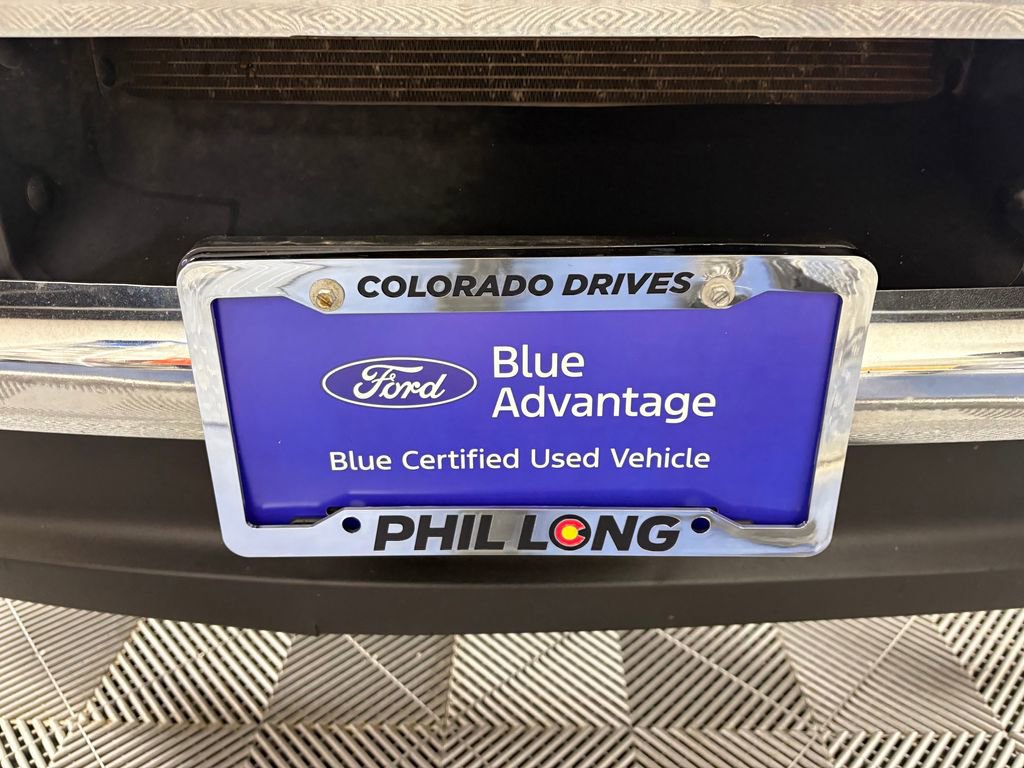 COLORADO DRIVES
Ford
Blue
Advantage
Blue Certified Used Vehicle
PHIL LONG